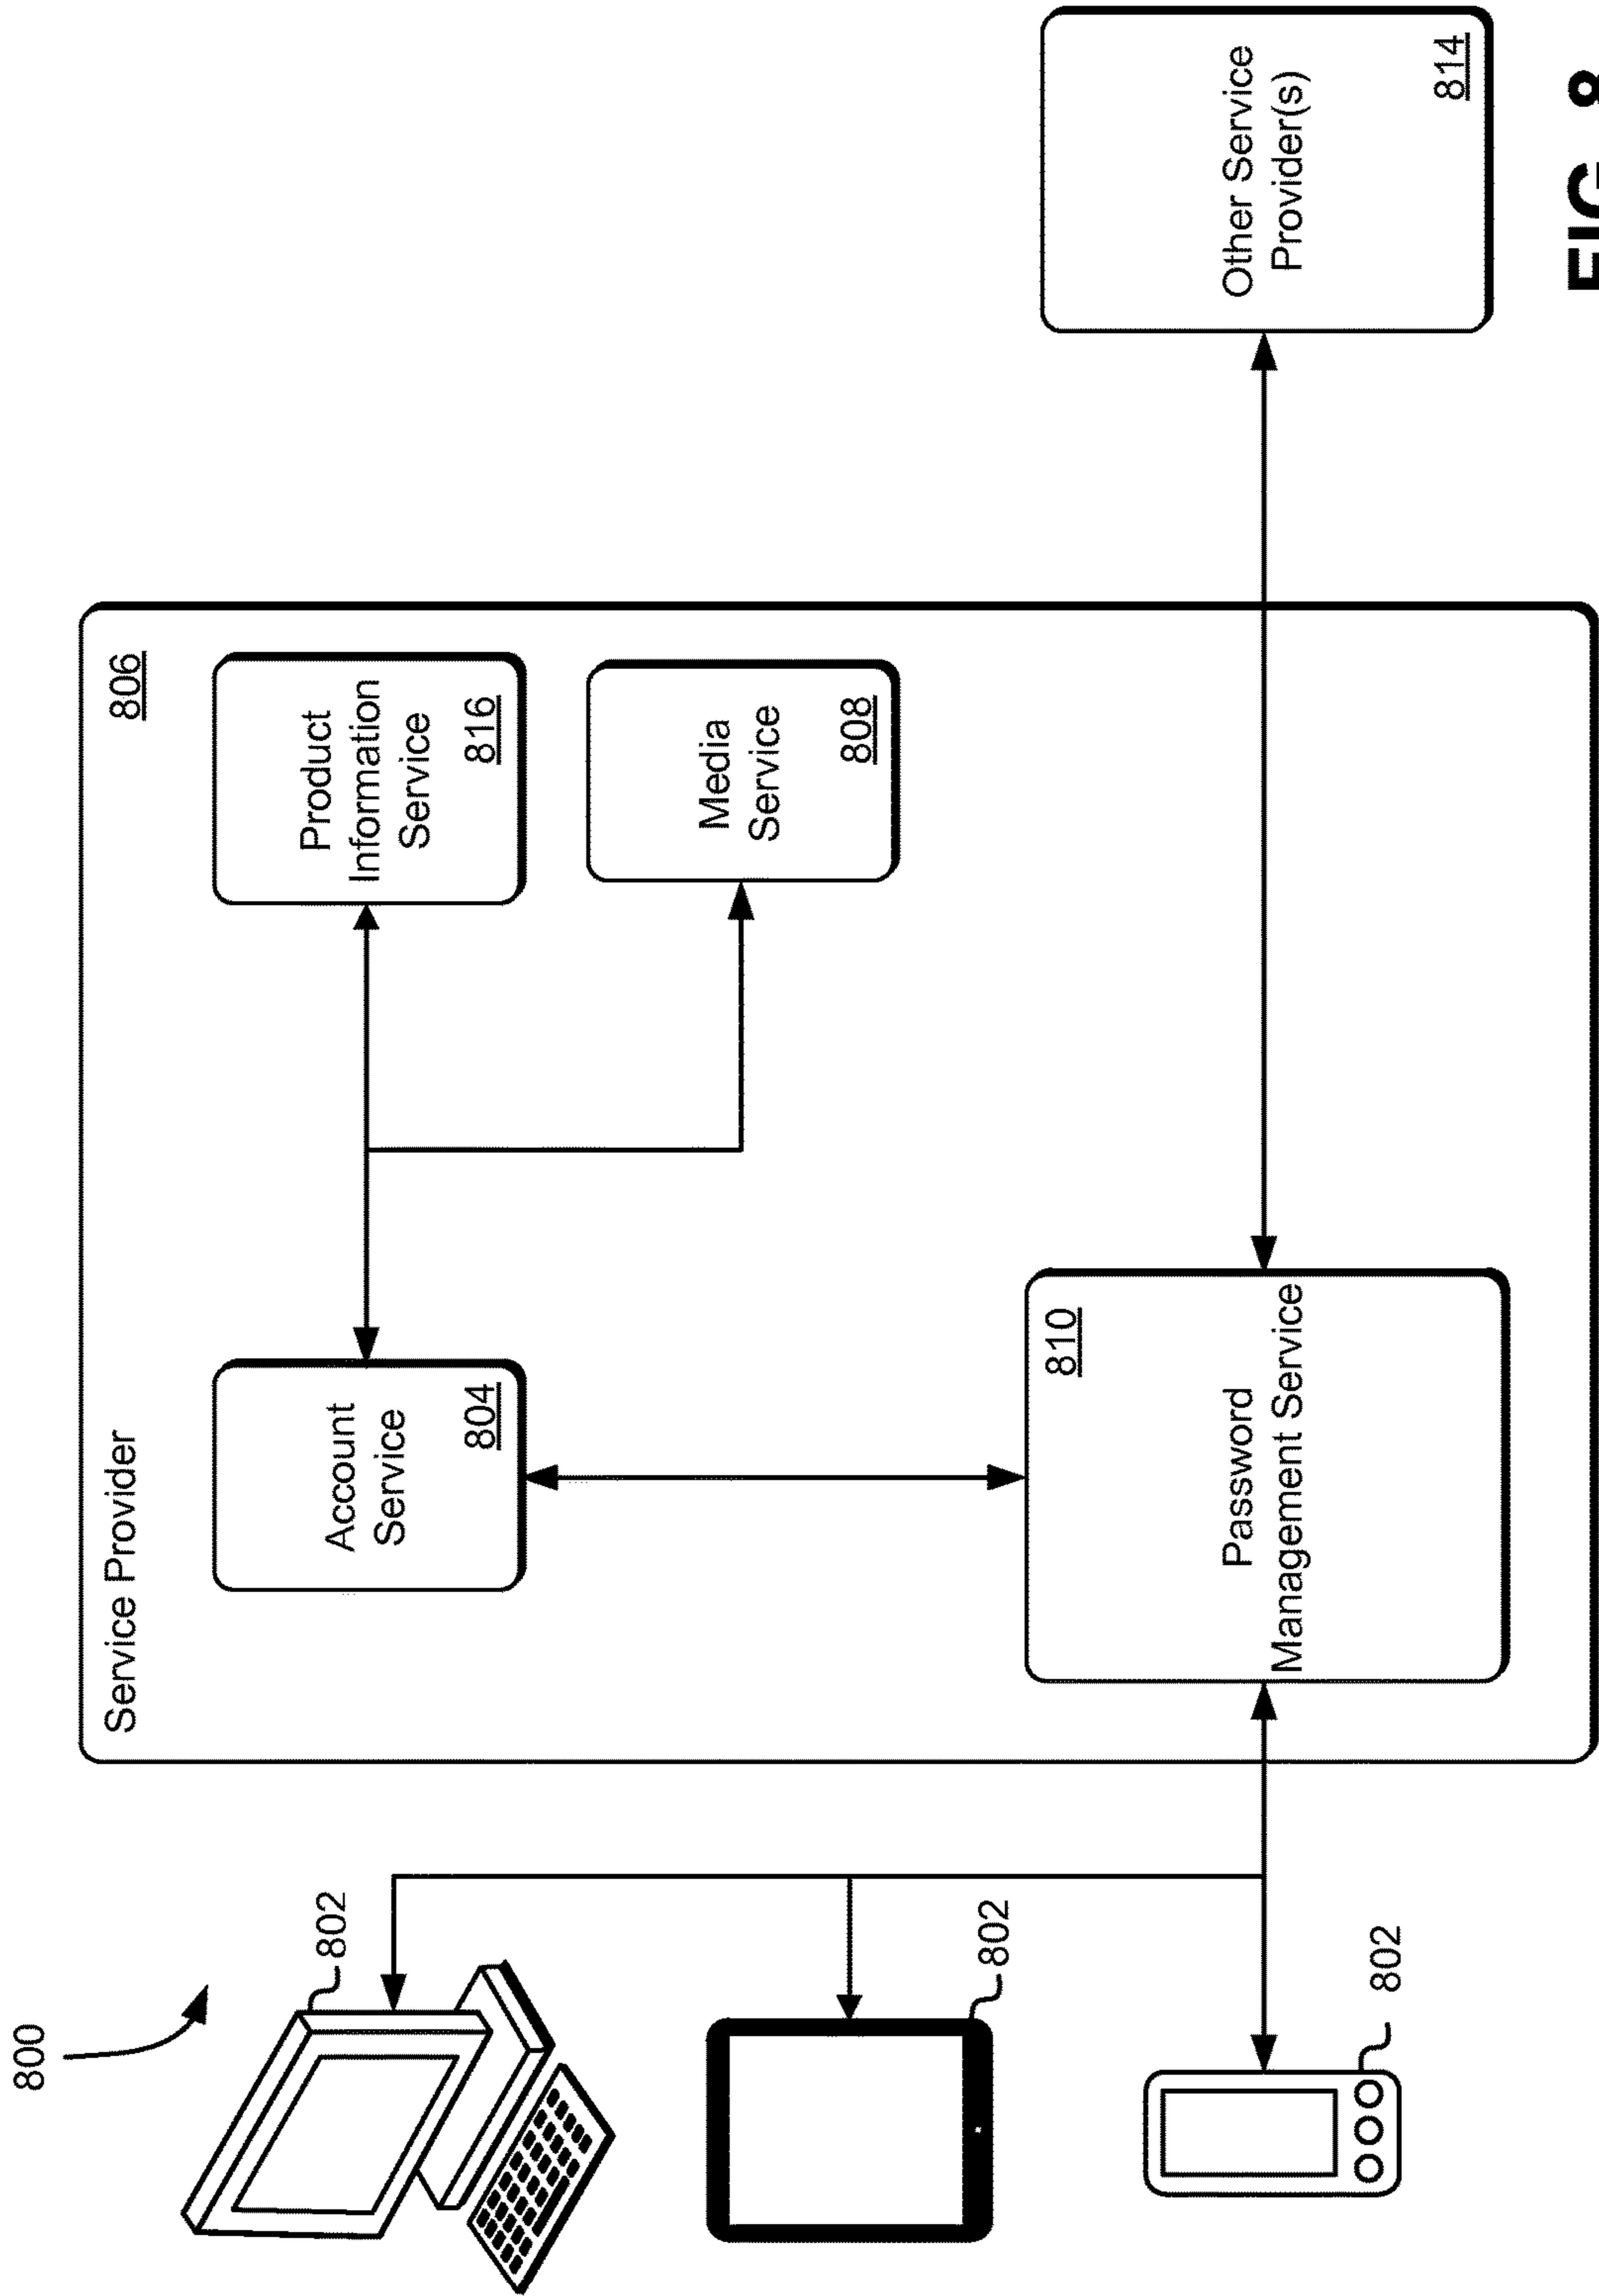 800
802
802
802
Service Provider
806
Account
Service
804
Product
Information
Service
816
Media
Service
808
810
Password
Management Service
Other Service
Provider(s)
814
FIG. 8